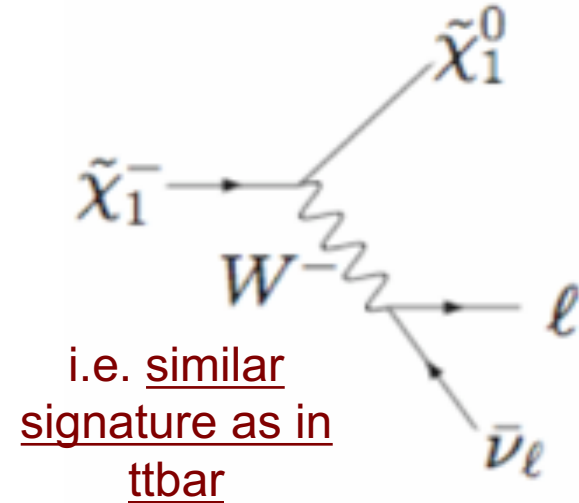 χ̃₁⁰
χ̃₁⁻
W⁻
ℓ
ν̄ℓ
i.e. similar
signature as in
ttbar